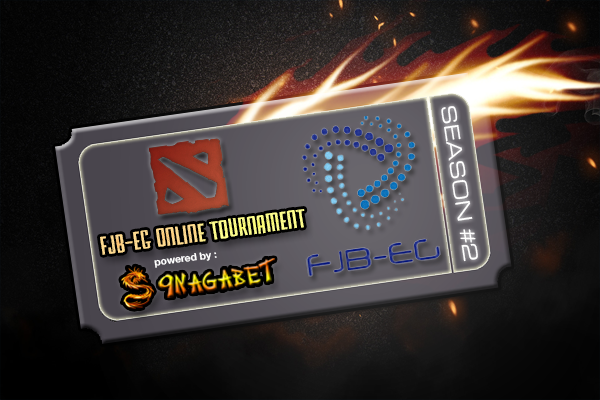 FJB-EG ONLINE TOURNAMENT
powered by :
9NAGABET
FJB-EG
SEASON #2